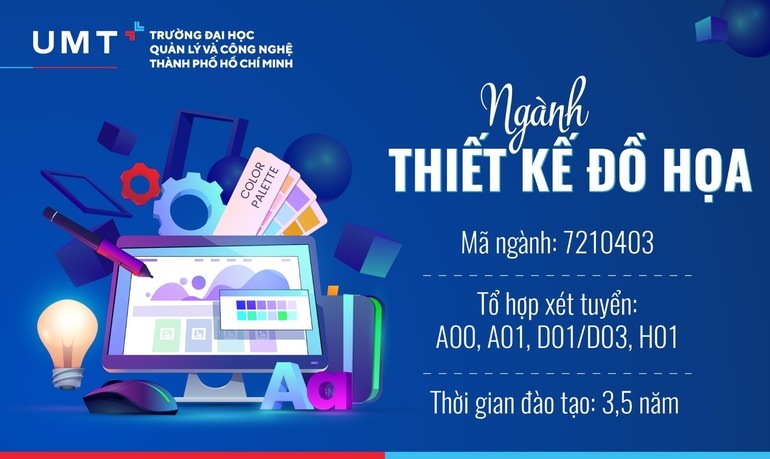 UMT
TRƯỜNG ĐẠI HỌC
QUẢN LÝ VÀ CÔNG NGHỆ
THÀNH PHỐ HỒ CHÍ MINH
Ngành
THIẾT KẾ ĐỒ HỌA
COLOR
PALETTE
Mã ngành: 7210403
Tổ hợp xét tuyển:
A00, A01, D01/D03, H01
Thời gian đào tạo: 3,5 năm
Aa